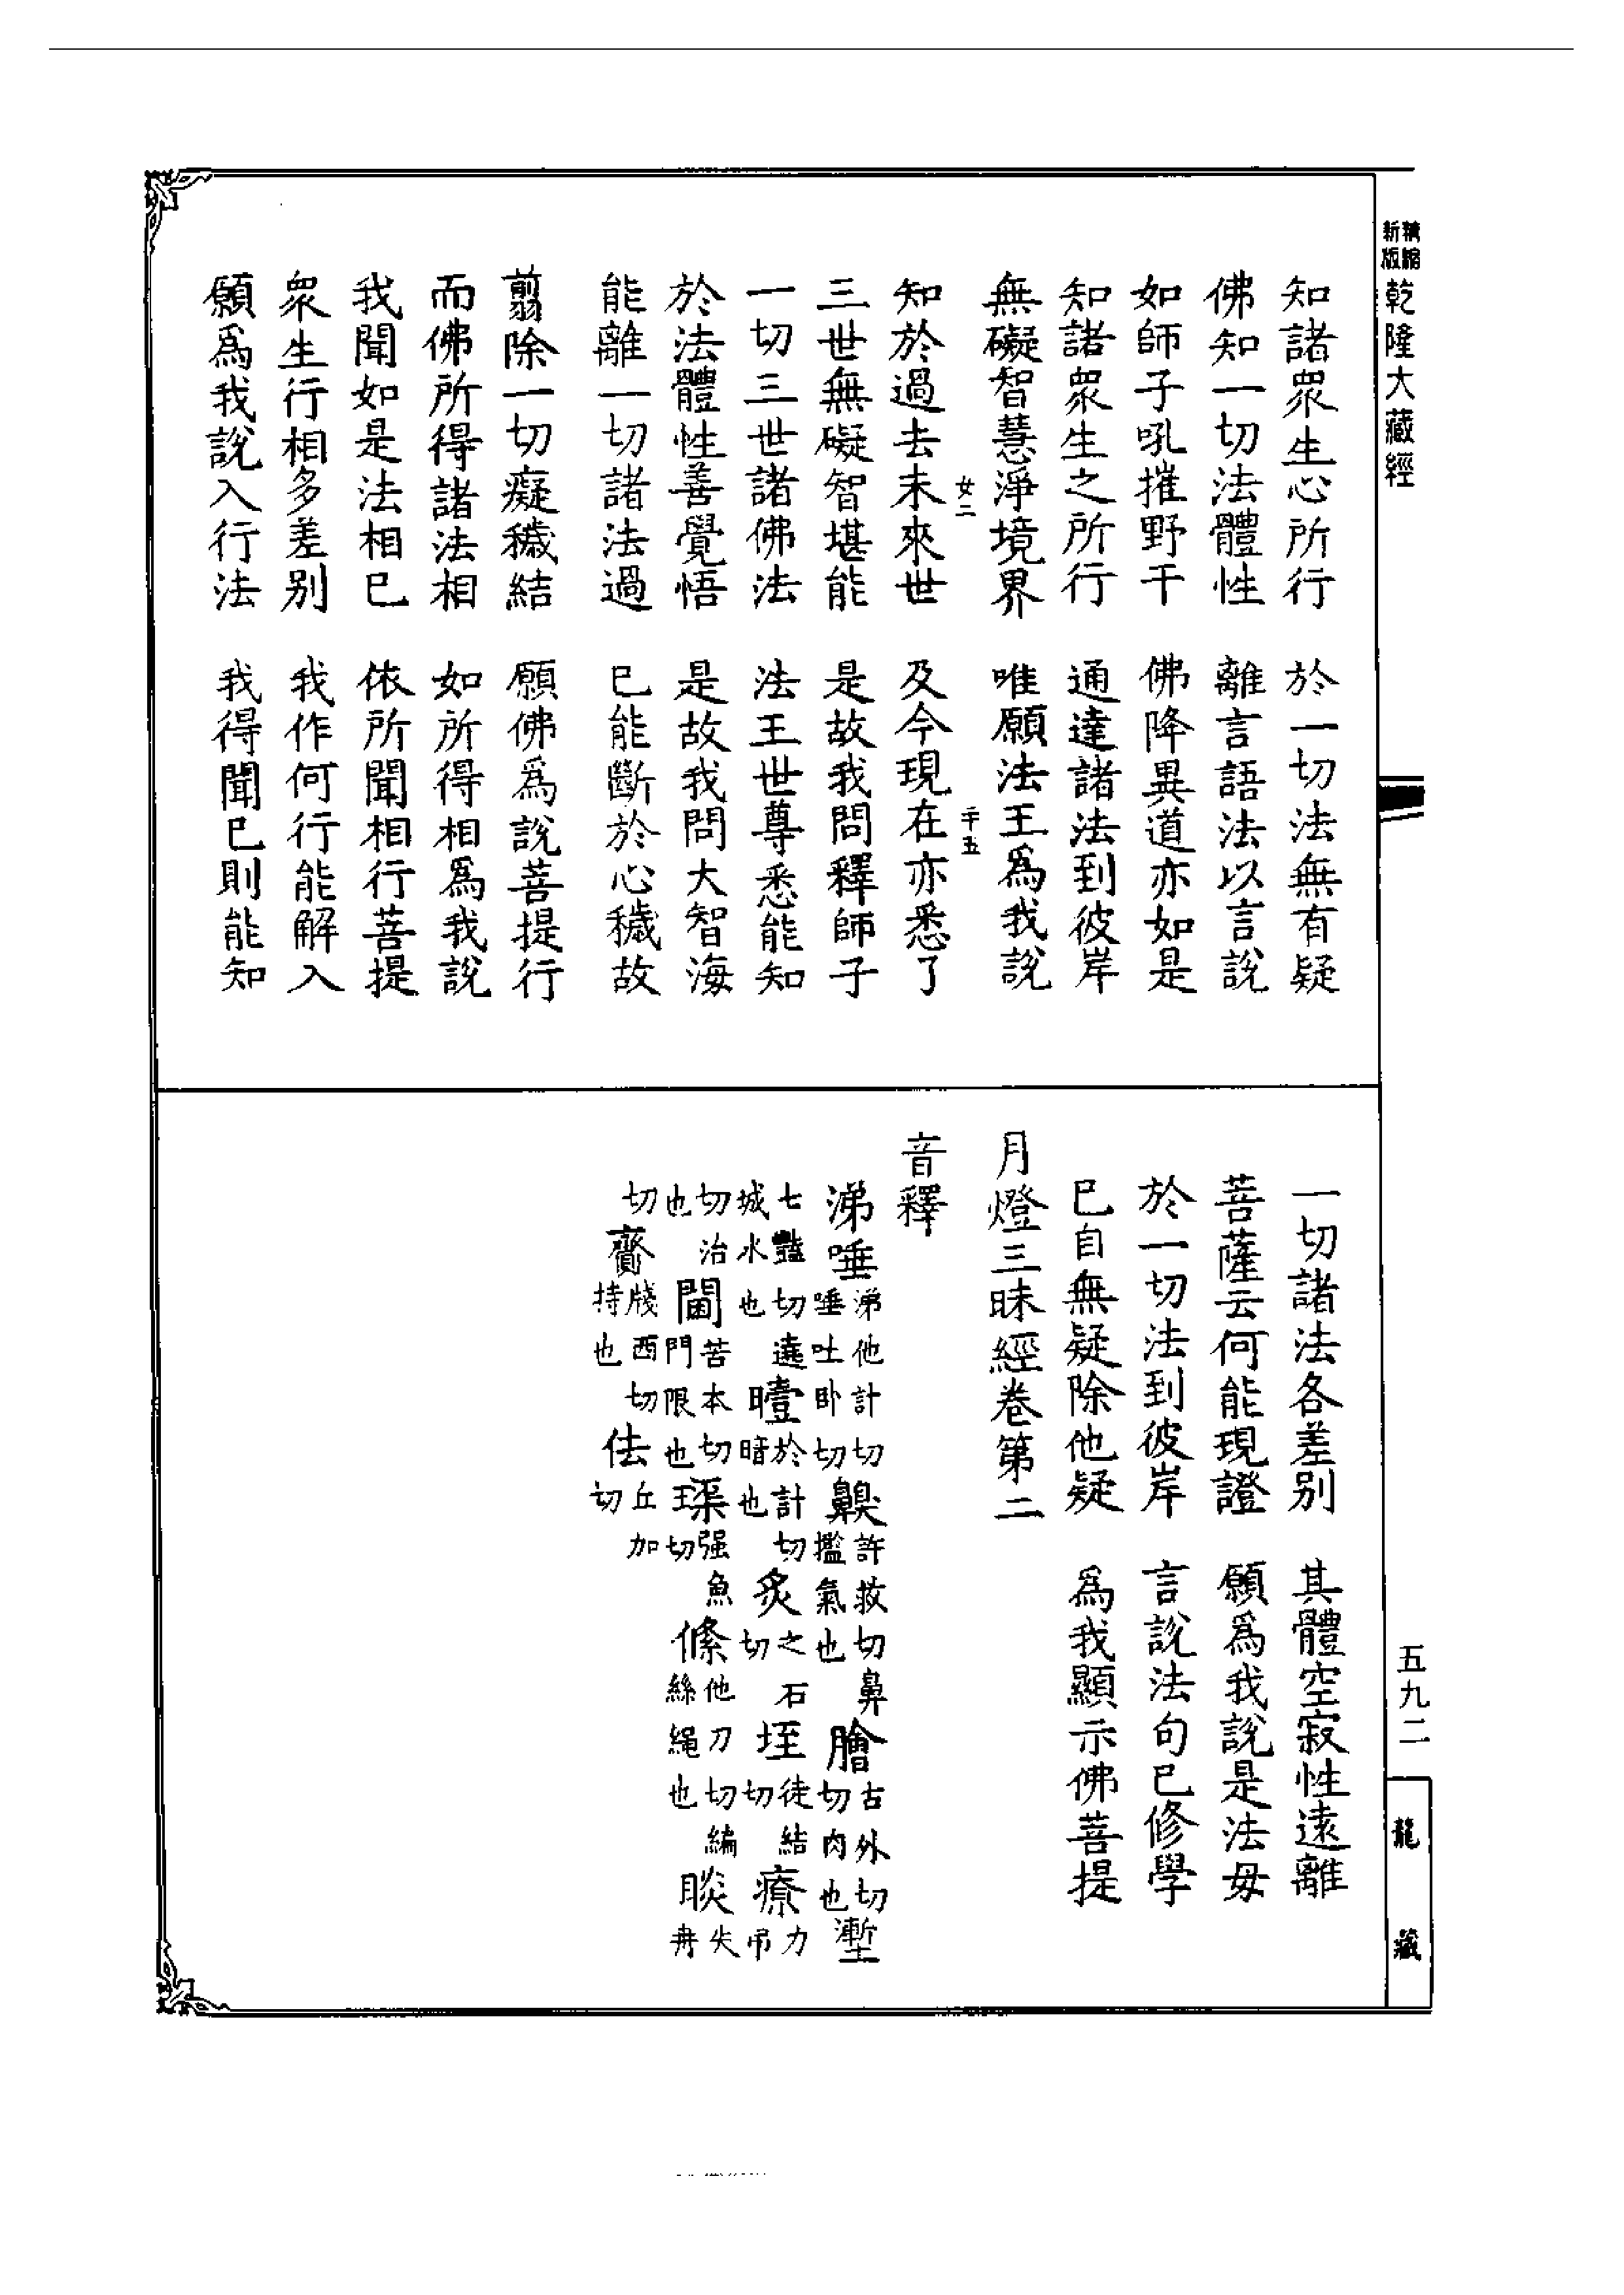 精縮新版乾隆大藏經
知諸眾生心所行　於一切法無有疑
佛知一切法體性　離言語法以言說
如師子吼摧野干　佛降異道亦如是
知諸眾生之所行　通達諸法到彼岸
無礙智慧淨境界　唯願法王爲我說
女二　二十五
知於過去未來世　及今現在亦悉了
三世無礙智堪能　是故我問釋師子
一切三世諸佛法　法王世尊悉能知
於法體性善覺悟　是故我問大智海
能離一切諸法過　已能斷於心穢故
翦除一切癡穢結　願佛爲說菩提行
而佛所得諸法相　如所得相爲我說
我聞如是法相已　依所聞相行菩提
眾生行相多差别　我作何行能解入
願爲我說入行法　我得聞已則能知
一切諸法各差别　其體空寂性遠離
菩薩云何能現證　願爲我說是法毋
於一切法到彼岸　言說法句已修學
已自無疑除他疑　爲我顯示佛菩提
月燈三昧經卷第二
音釋
涕唾涕他計切唾吐卧切齅許救切鼻擥氣也膾古外切切肉也塹
七豔切遶城水也曀於計切暗也炙之石切垤徒結切療力吊
切治也閫苦本切門限也璖强魚切王絛他刀切編絲繩也睒失冉
切齎牋西切持也佉丘加切
五九二
龍藏